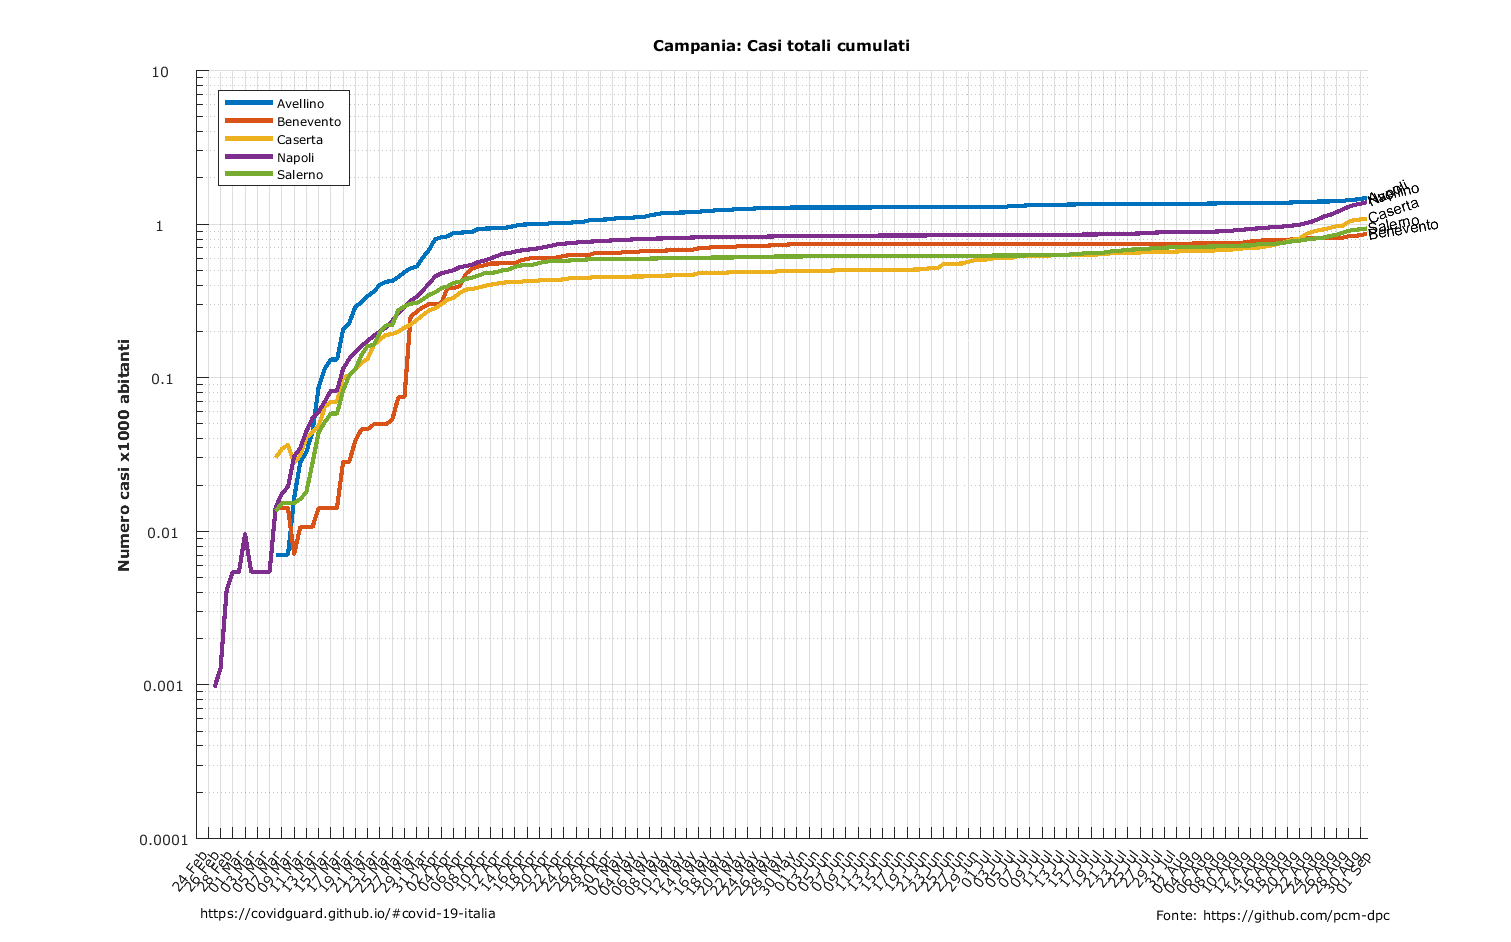 Campania: Casi totali cumulati
10
1
0.1
0.01
0.001
0.0001
Numero casi x1000 abitanti
Avellino
Benevento
Caserta
Napoli
Salerno
Napoli
Avellino
Caserta
Salerno
Benevento
24 Feb
26 Feb
28 Feb
01 Mar
03 Mar
05 Mar
07 Mar
09 Mar
11 Mar
13 Mar
15 Mar
17 Mar
19 Mar
21 Mar
23 Mar
25 Mar
27 Mar
29 Mar
31 Mar
02 Apr
04 Apr
06 Apr
08 Apr
10 Apr
12 Apr
14 Apr
16 Apr
18 Apr
20 Apr
22 Apr
24 Apr
26 Apr
28 Apr
30 Apr
02 May
04 May
06 May
08 May
10 May
12 May
14 May
16 May
18 May
20 May
22 May
24 May
26 May
28 May
30 May
01 Jun
03 Jun
05 Jun
07 Jun
09 Jun
11 Jun
13 Jun
15 Jun
17 Jun
19 Jun
21 Jun
23 Jun
25 Jun
27 Jun
29 Jun
01 Jul
03 Jul
05 Jul
07 Jul
09 Jul
11 Jul
13 Jul
15 Jul
17 Jul
19 Jul
21 Jul
23 Jul
25 Jul
27 Jul
29 Jul
31 Jul
02 Aug
04 Aug
06 Aug
08 Aug
10 Aug
12 Aug
14 Aug
16 Aug
18 Aug
20 Aug
22 Aug
24 Aug
26 Aug
28 Aug
30 Aug
01 Sep
https://covidguard.github.io/#covid-19-italia
Fonte: https://github.com/pcm-dpc